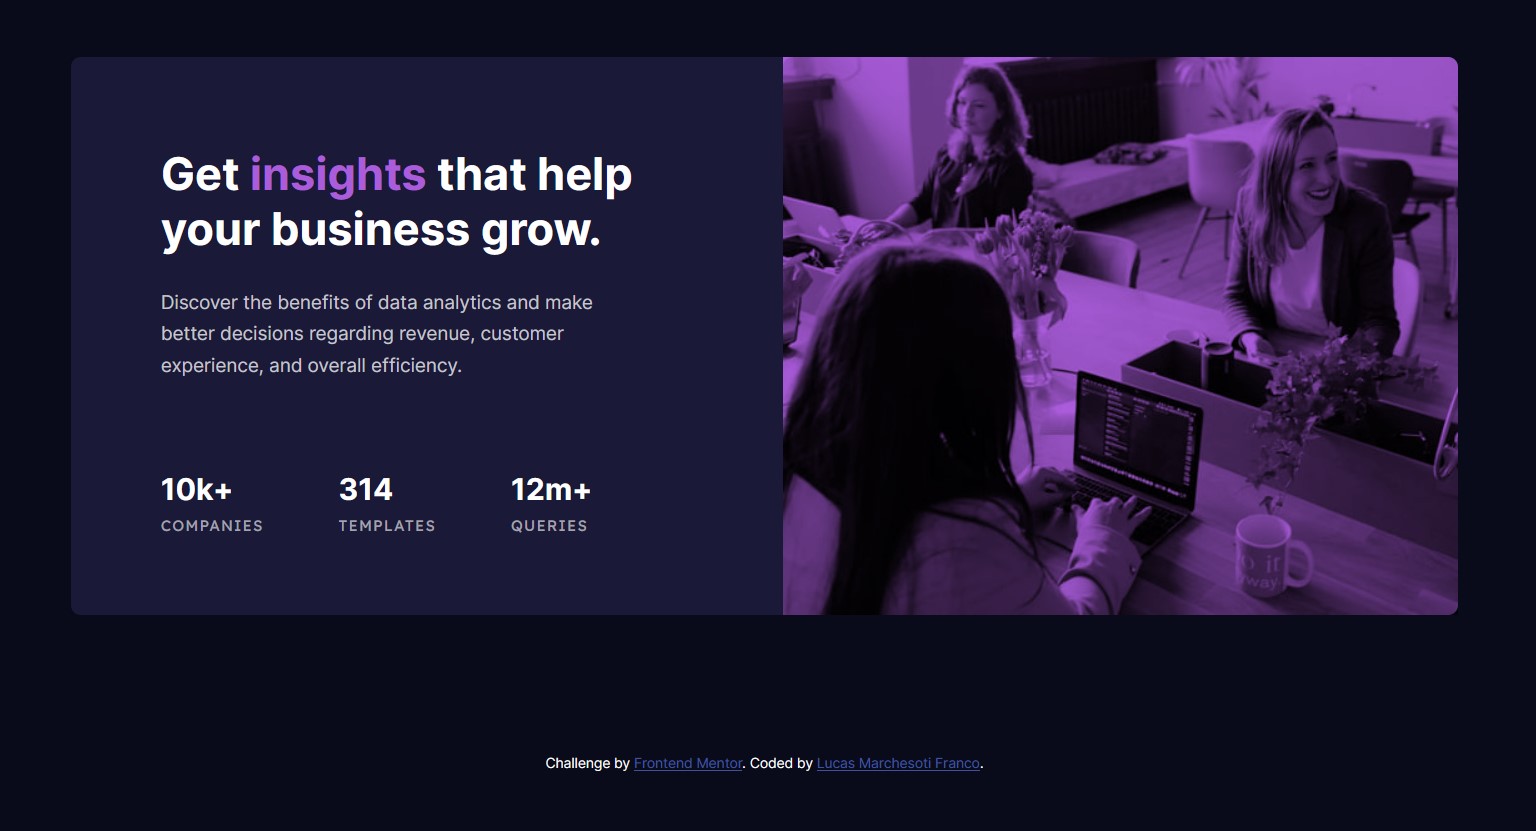 Get insights that help
your business grow.
Discover the benefits of data analytics and make
better decisions regarding revenue, customer
experience, and overall efficiency.
10k+ 314 12m+
COMPANIES TEMPLATES QUERIES
Challenge by Frontend Mentor. Coded by Lucas Marchesoti Franco.